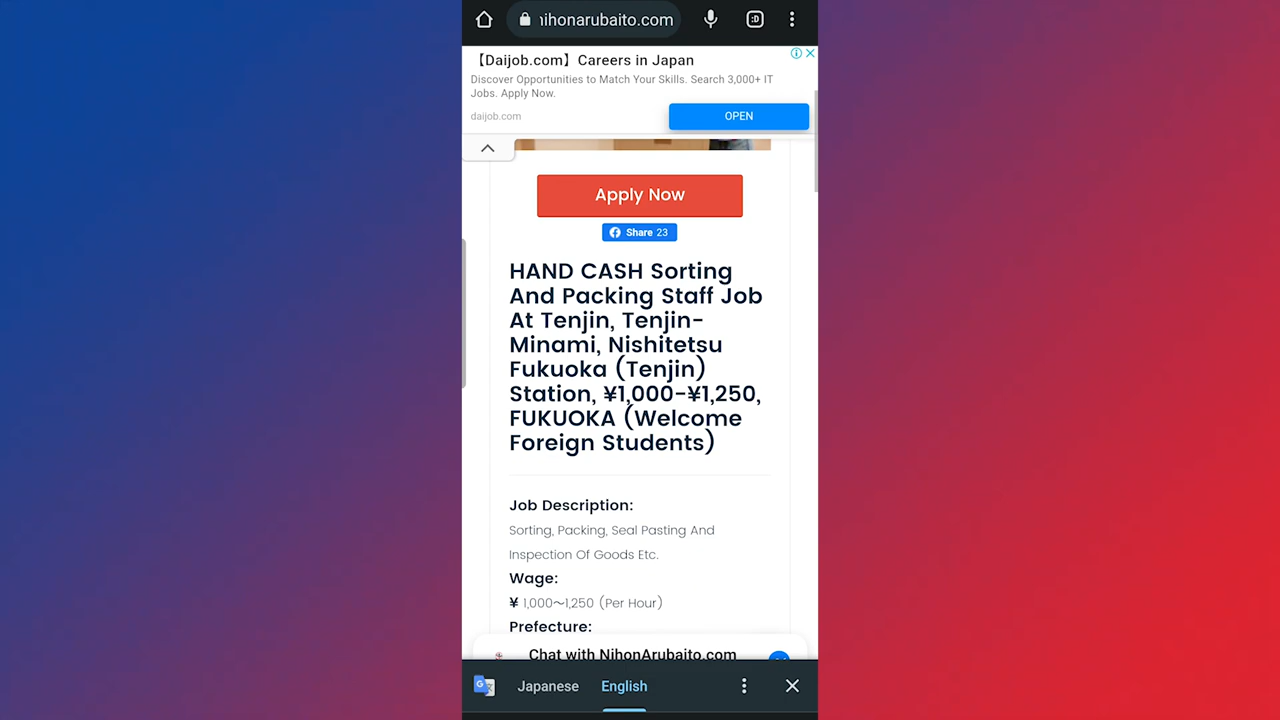 nihonarubaito.com
:D
【Daijob.com】Careers in Japan
Discover Opportunities to Match Your Skills. Search 3,000+ IT
Jobs. Apply Now.
daijob.com
OPEN
Apply Now
Share 23
HAND CASH Sorting
And Packing Staff Job
At Tenjin, Tenjin-
Minami, Nishitetsu
Fukuoka (Tenjin)
Station, ¥1,000-¥1,250,
FUKUOKA (Welcome
Foreign Students)
Job Description:
Sorting, Packing, Seal Pasting And
Inspection Of Goods Etc.
Wage:
¥ 1,000〜1,250 (Per Hour)
Prefecture:
Chat with NihonArubaito.com
Japanese English